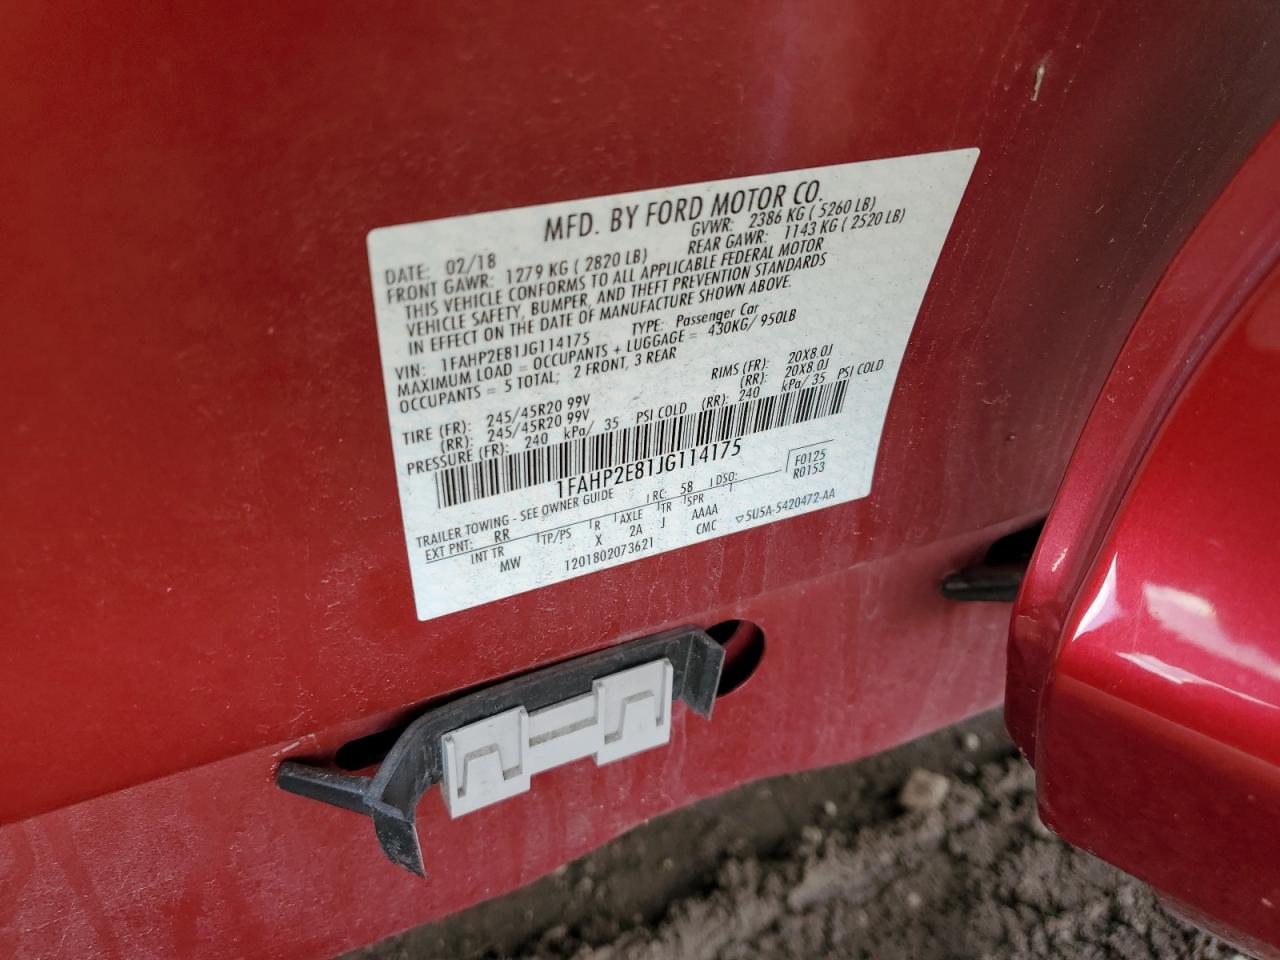 MFD. BY FORD MOTOR CO.
DATE: 02/18 GVWR: 2386 KG ( 5260 LB)
FRONT GAWR: 1279 KG ( 2820 LB) REAR GAWR: 1143 KG ( 2520 LB)
THIS VEHICLE CONFORMS TO ALL APPLICABLE FEDERAL MOTOR
VEHICLE SAFETY, BUMPER, AND THEFT PREVENTION STANDARDS
IN EFFECT ON THE DATE OF MANUFACTURE SHOWN ABOVE.
VIN: 1FAHP2E81JG114175 TYPE: Passenger Car
MAXIMUM LOAD = OCCUPANTS + LUGGAGE = 430KG/ 950LB
OCCUPANTS = 5 TOTAL; 2 FRONT, 3 REAR
TIRE (FR): 245/45R20 99V RIMS (FR): 20X8.0J
(RR): 245/45R20 99V (RR): 20X8.0J
PRESSURE (FR): 240 kPa/ 35 PSI COLD (RR): 240 kPa/ 35 PSI COLD
1FAHP2E81JG114175
TRAILER TOWING - SEE OWNER GUIDE F0125
EXT PNT: RR RC: 58 DSO: R0153
INT TR TP/PS R AXLE TR SPR
MW X 2A J AAAA
1201802073621 CMC ▽5U5A-5420472-AA